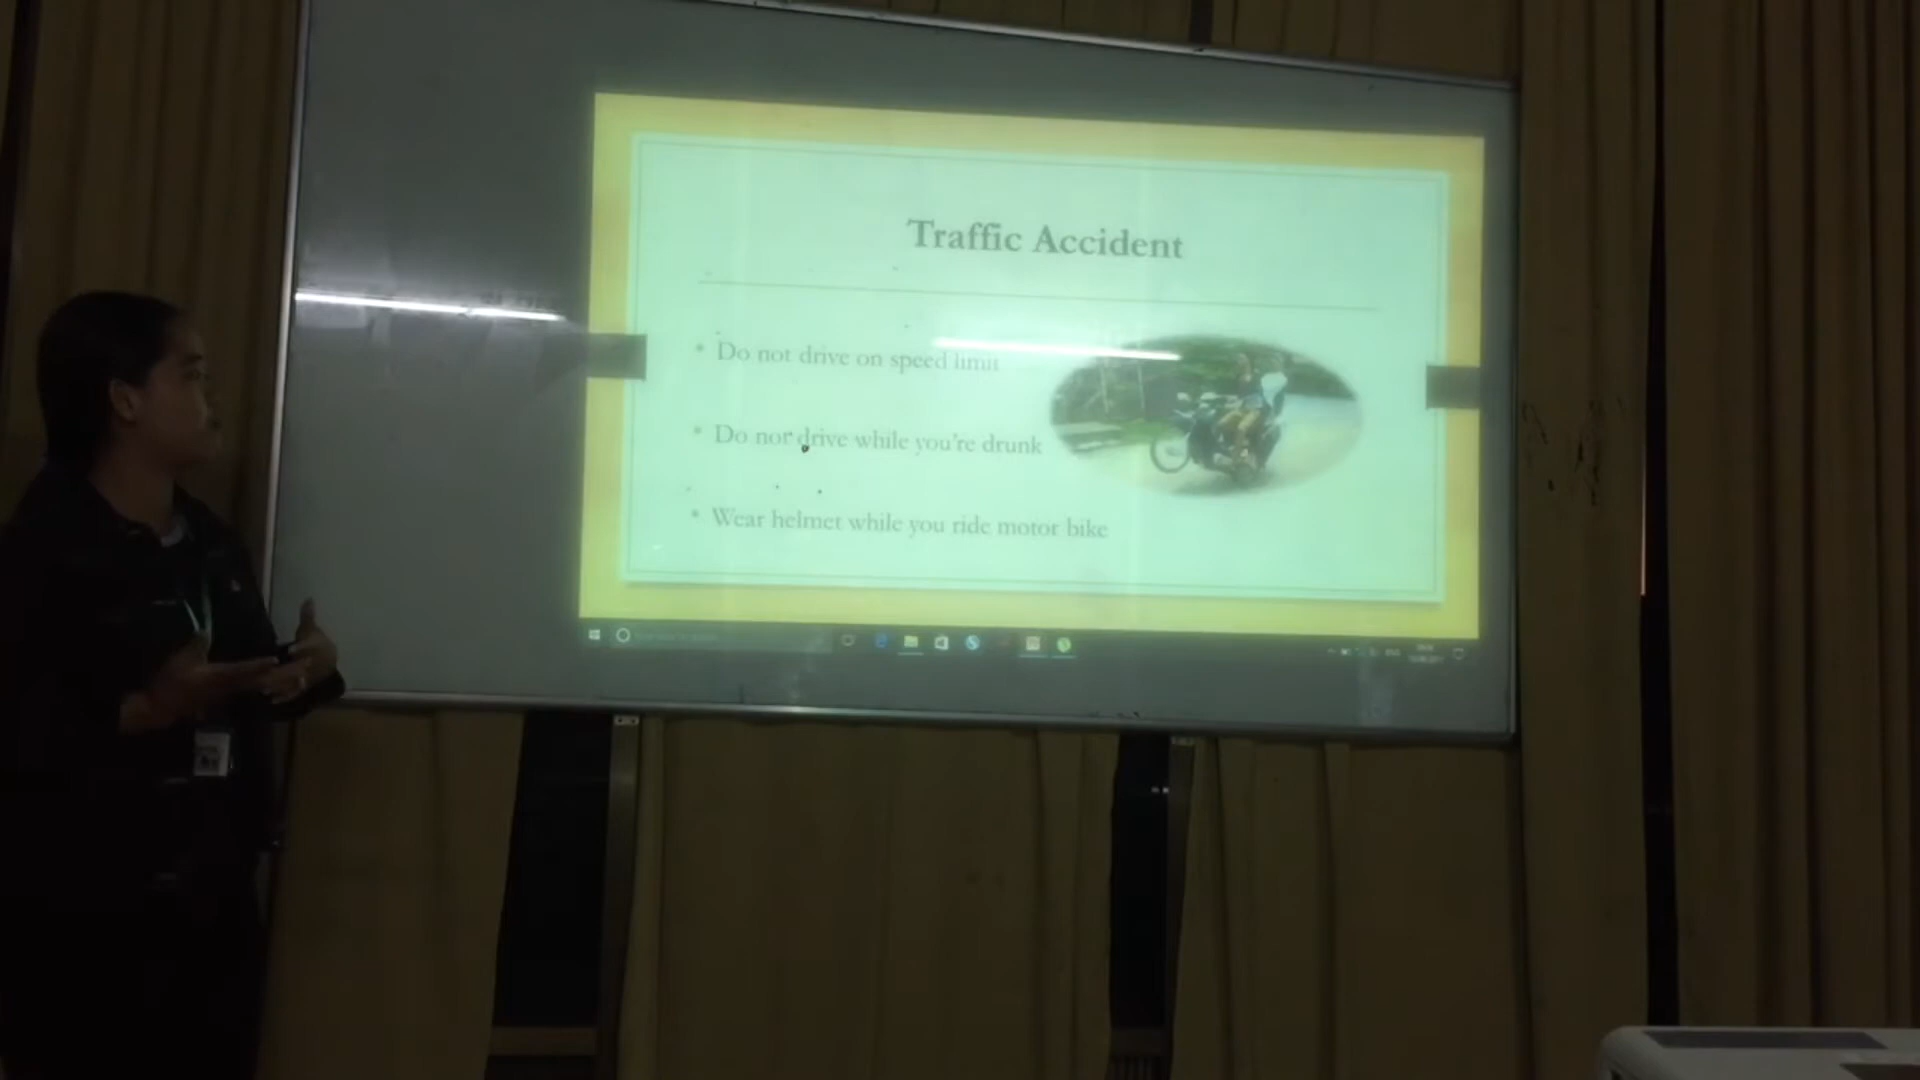 Traffic Accident
• Do not drive on speed limit
• Do not drive while you're drunk
• Wear helmet while you ride motor bike
ENG